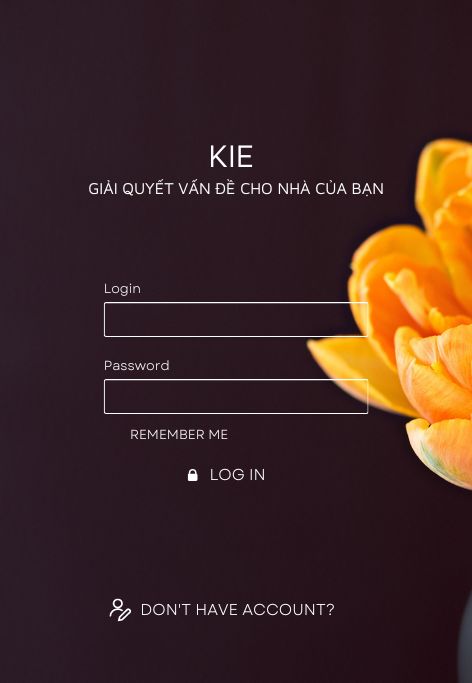 KIE
GIẢI QUYẾT VẤN ĐỀ CHO NHÀ CỦA BẠN
Login
Password
REMEMBER ME
LOG IN
DON'T HAVE ACCOUNT?